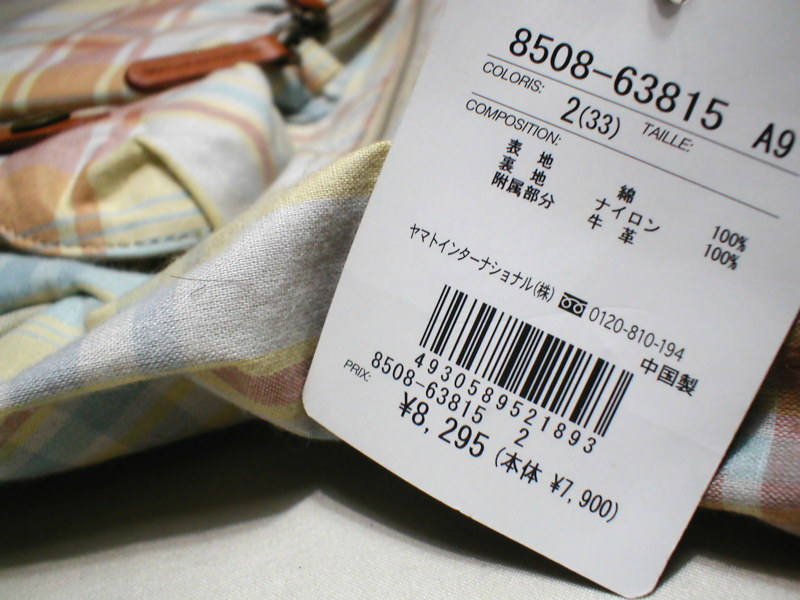 8508-63815 A9
COLORIS: 2(33) TAILLE:
COMPOSITION:
表 地 綿 100%
裏 地 ナイロン 100%
附属部分 牛 革
ヤマトインターナショナル(株) 0120-810-194
中国製
4930589521893
8508-63815 2
PRIX: ¥8,295 (本体 ¥7,900)